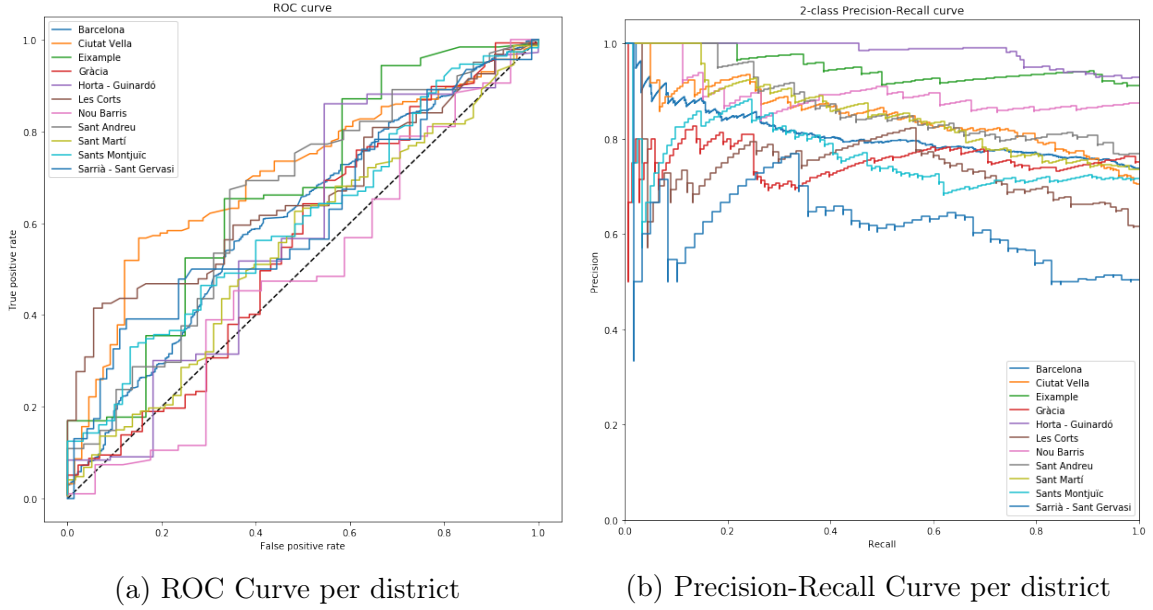 ROC curve
Barcelona
Ciutat Vella
Eixample
Gràcia
Horta - Guinardó
Les Corts
Nou Barris
Sant Andreu
Sant Martí
Sants Montjuïc
Sarrià - Sant Gervasi
True positive rate
1.0
0.8
0.6
0.4
0.2
0.0
0.0 0.2 0.4 0.6 0.8 1.0
False positive rate
(a) ROC Curve per district
2-class Precision-Recall curve
Precision
1.0
0.8
0.6
0.4
0.2
0.0
Barcelona
Ciutat Vella
Eixample
Gràcia
Horta - Guinardó
Les Corts
Nou Barris
Sant Andreu
Sant Martí
Sants Montjuïc
Sarrià - Sant Gervasi
0.0 0.2 0.4 0.6 0.8 1.0
Recall
(b) Precision-Recall Curve per district